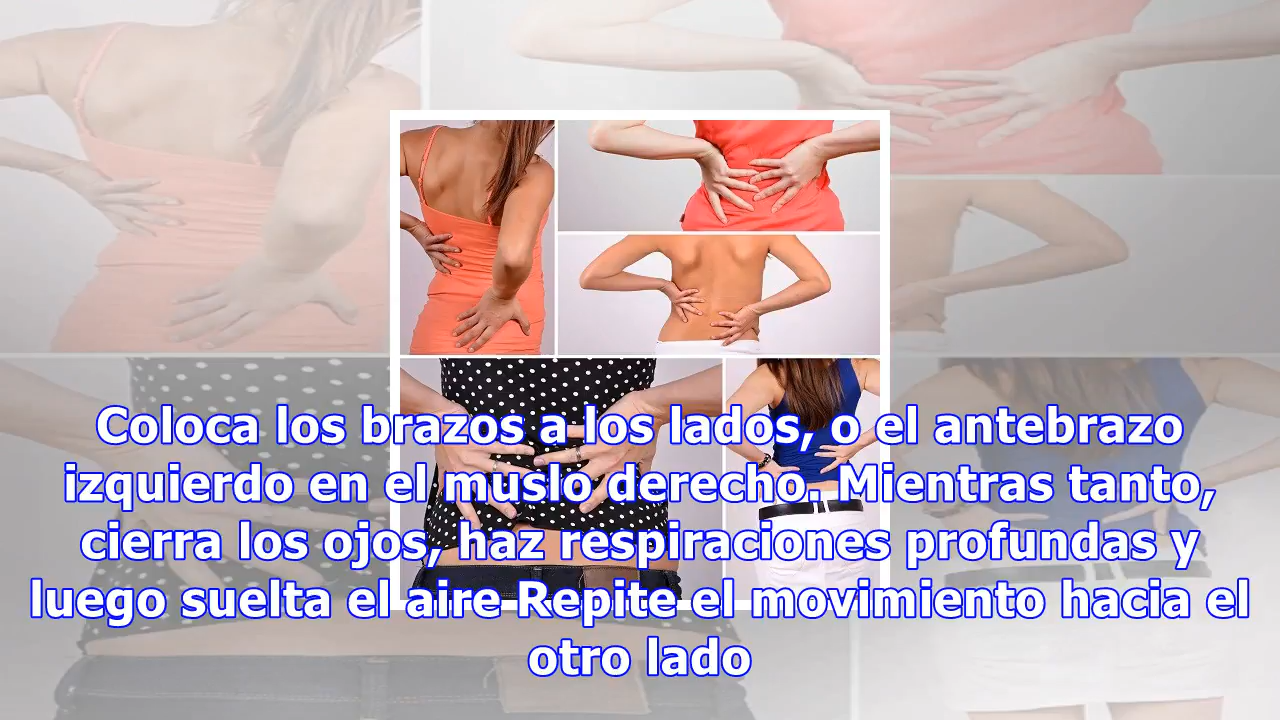 Coloca los brazos a los lados, o el antebrazo
izquierdo en el muslo derecho. Mientras tanto,
cierra los ojos, haz respiraciones profundas y
luego suelta el aire Repite el movimiento hacia el
otro lado